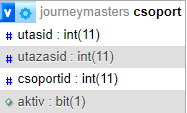 v journeymasters csoport
# utasid : int(11)
# utazasid : int(11)
# csoportid : int(11)
aktiv : bit(1)